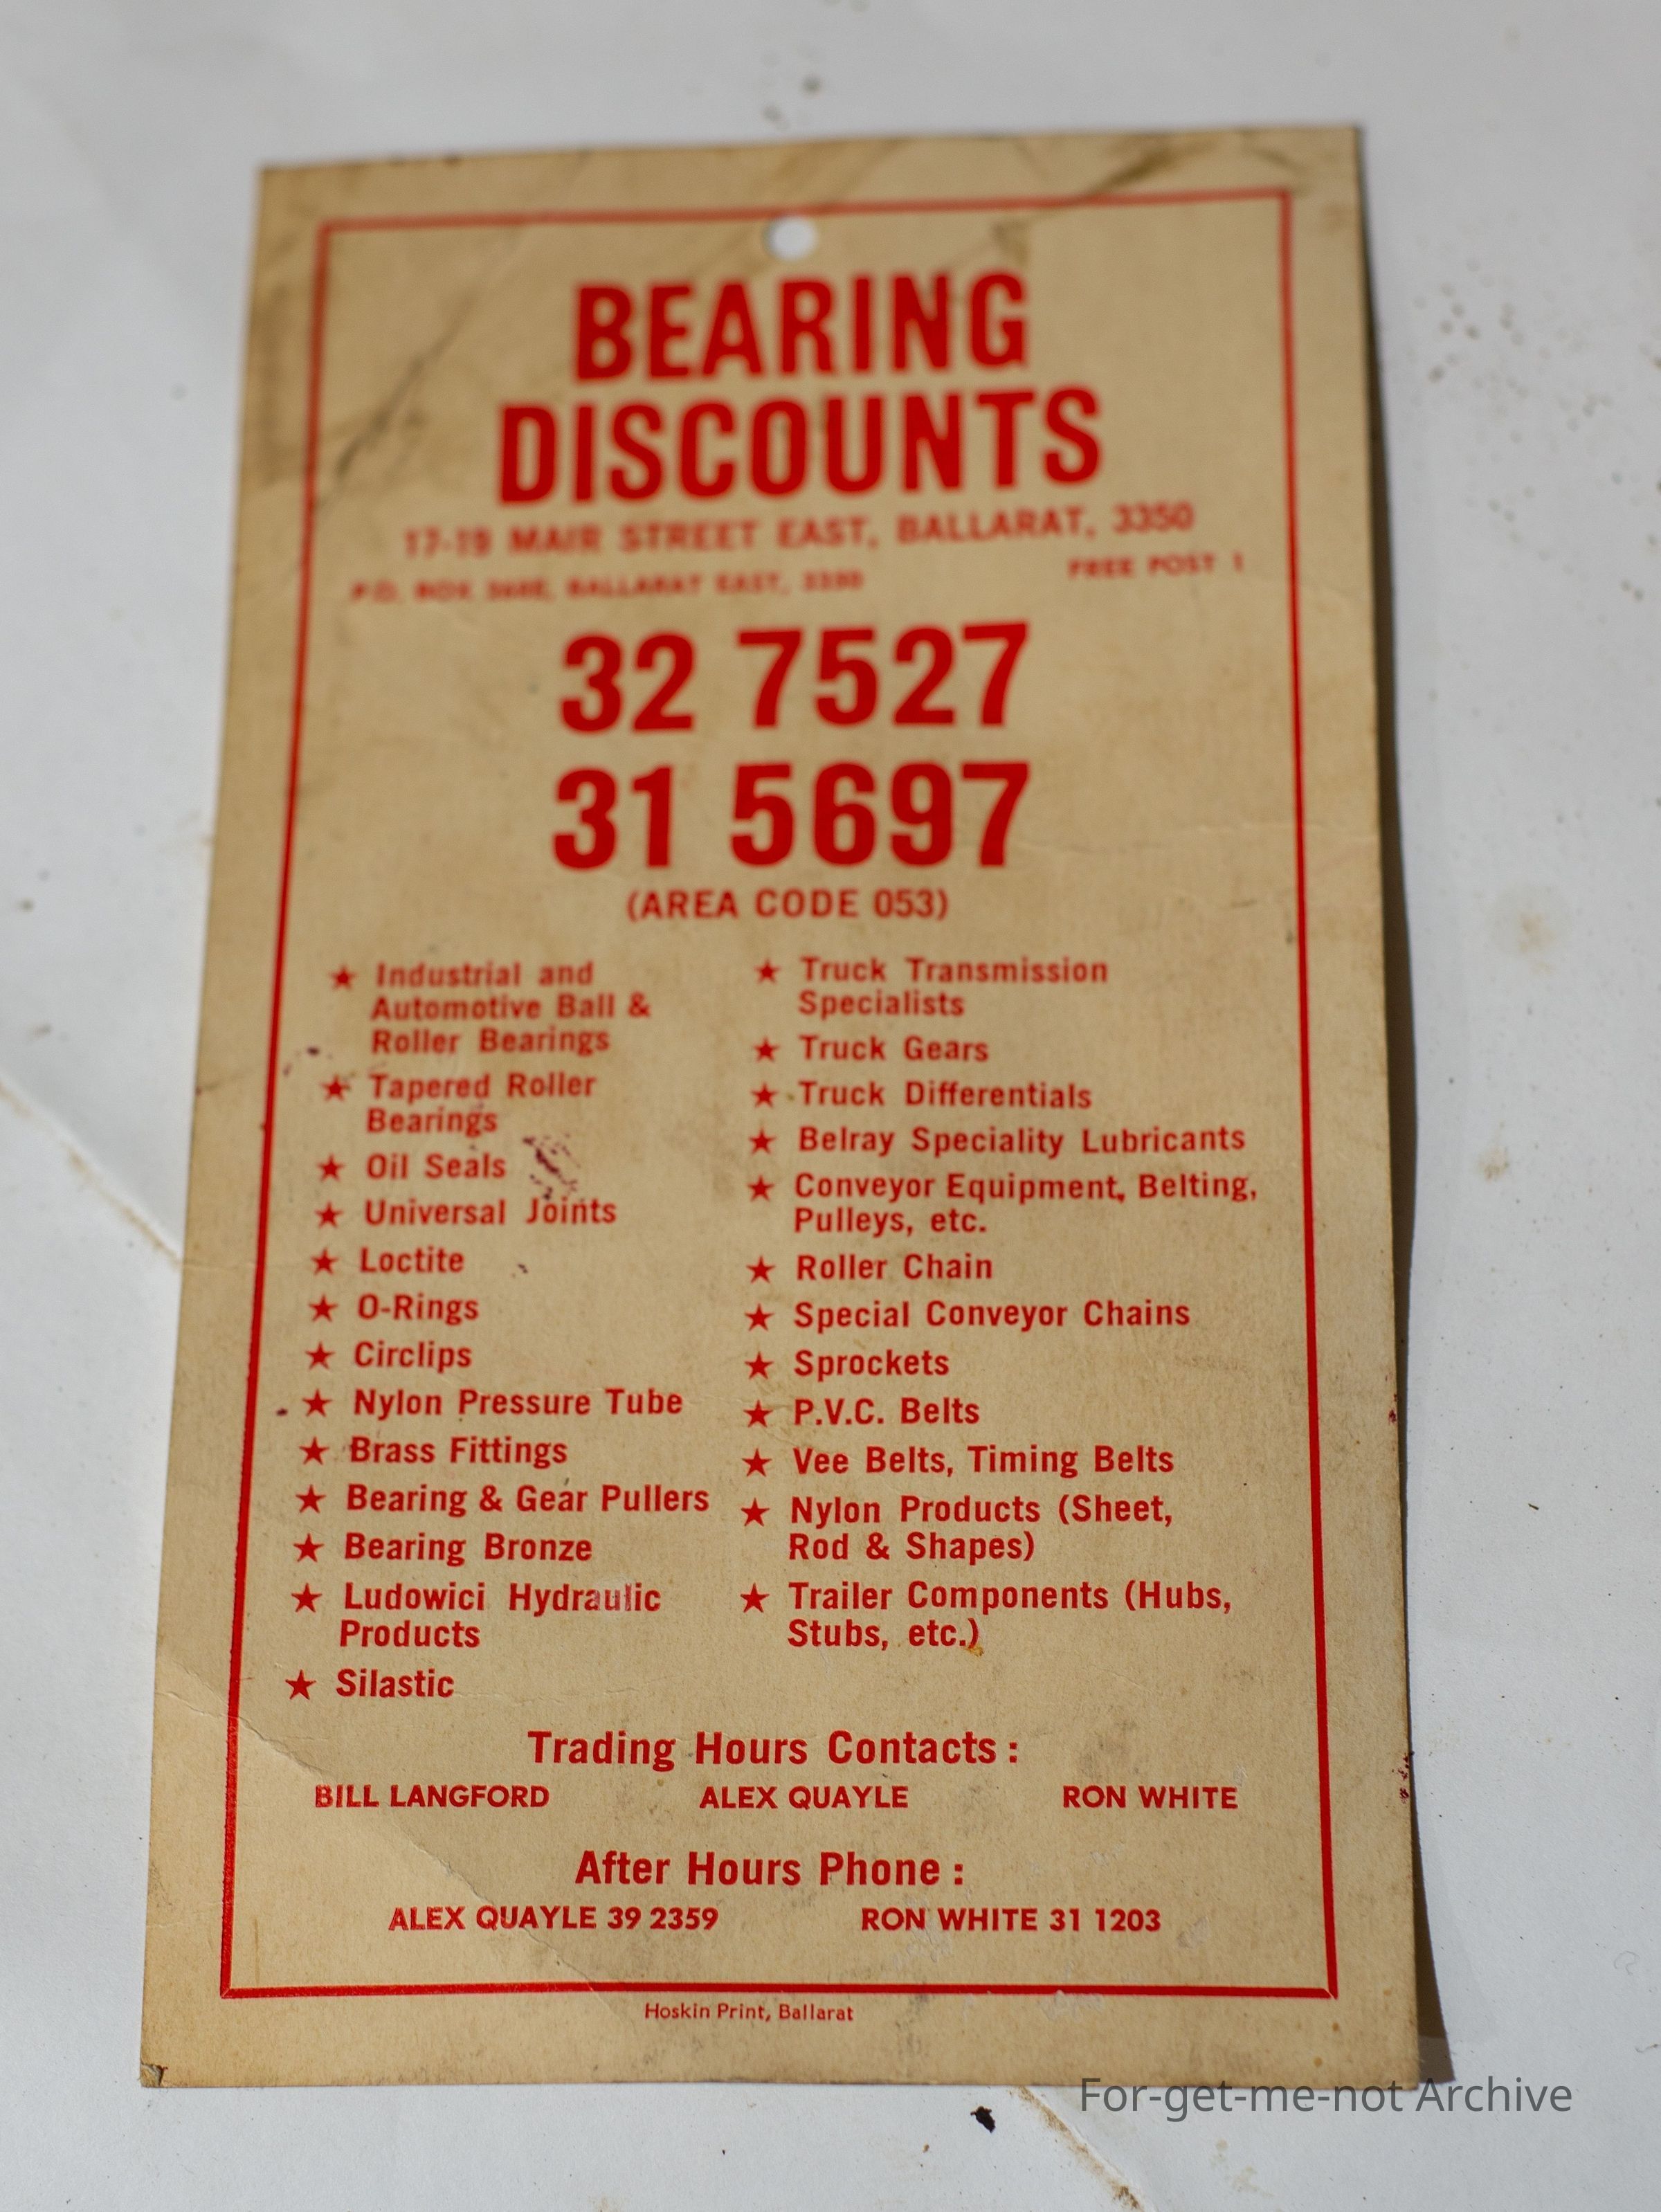 BEARING
DISCOUNTS
17-19 MAIR STREET EAST, BALLARAT, 3350
P.O. BOX BALLARAT EAST, 3350
FREE POST 1
32 7527
31 5697
(AREA CODE 053)
★ Industrial and
Automotive Ball &
Roller Bearings
★ Tapered Roller
Bearings
★ Oil Seals
★ Universal Joints
★ Loctite
★ O-Rings
★ Circlips
★ Nylon Pressure Tube
★ Brass Fittings
★ Bearing & Gear Pullers
★ Bearing Bronze
★ Ludowici Hydraulic
Products
★ Silastic
★ Truck Transmission
Specialists
★ Truck Gears
★ Truck Differentials
★ Belray Speciality Lubricants
★ Conveyor Equipment, Belting,
Pulleys, etc.
★ Roller Chain
★ Special Conveyor Chains
★ Sprockets
★ P.V.C. Belts
★ Vee Belts, Timing Belts
★ Nylon Products (Sheet,
Rod & Shapes)
★ Trailer Components (Hubs,
Stubs, etc.)
Trading Hours Contacts :
BILL LANGFORD ALEX QUAYLE RON WHITE
After Hours Phone :
ALEX QUAYLE 39 2359 RON WHITE 31 1203
Hoskin Print, Ballarat
For-get-me-not Archive